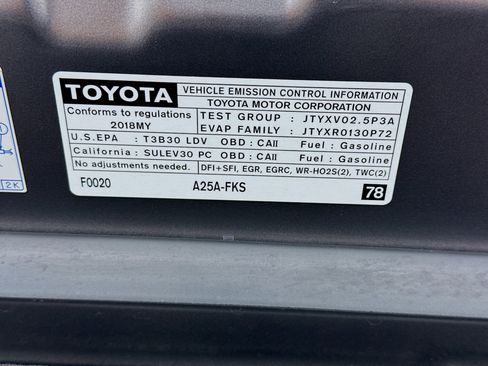 TOYOTA
VEHICLE EMISSION CONTROL INFORMATION
TOYOTA MOTOR CORPORATION
Conforms to regulations
2018MY
TEST GROUP : JTYXV02.5P3A
EVAP FAMILY : JTYXR0130P72
U.S.EPA : T3B30 LDV OBD : CAII Fuel : Gasoline
California : SULEV30 PC OBD : CAII Fuel : Gasoline
No adjustments needed. DFI+SFI, EGR, EGRC, WR-HO2S(2), TWC(2)
F0020 A25A-FKS 78
2K